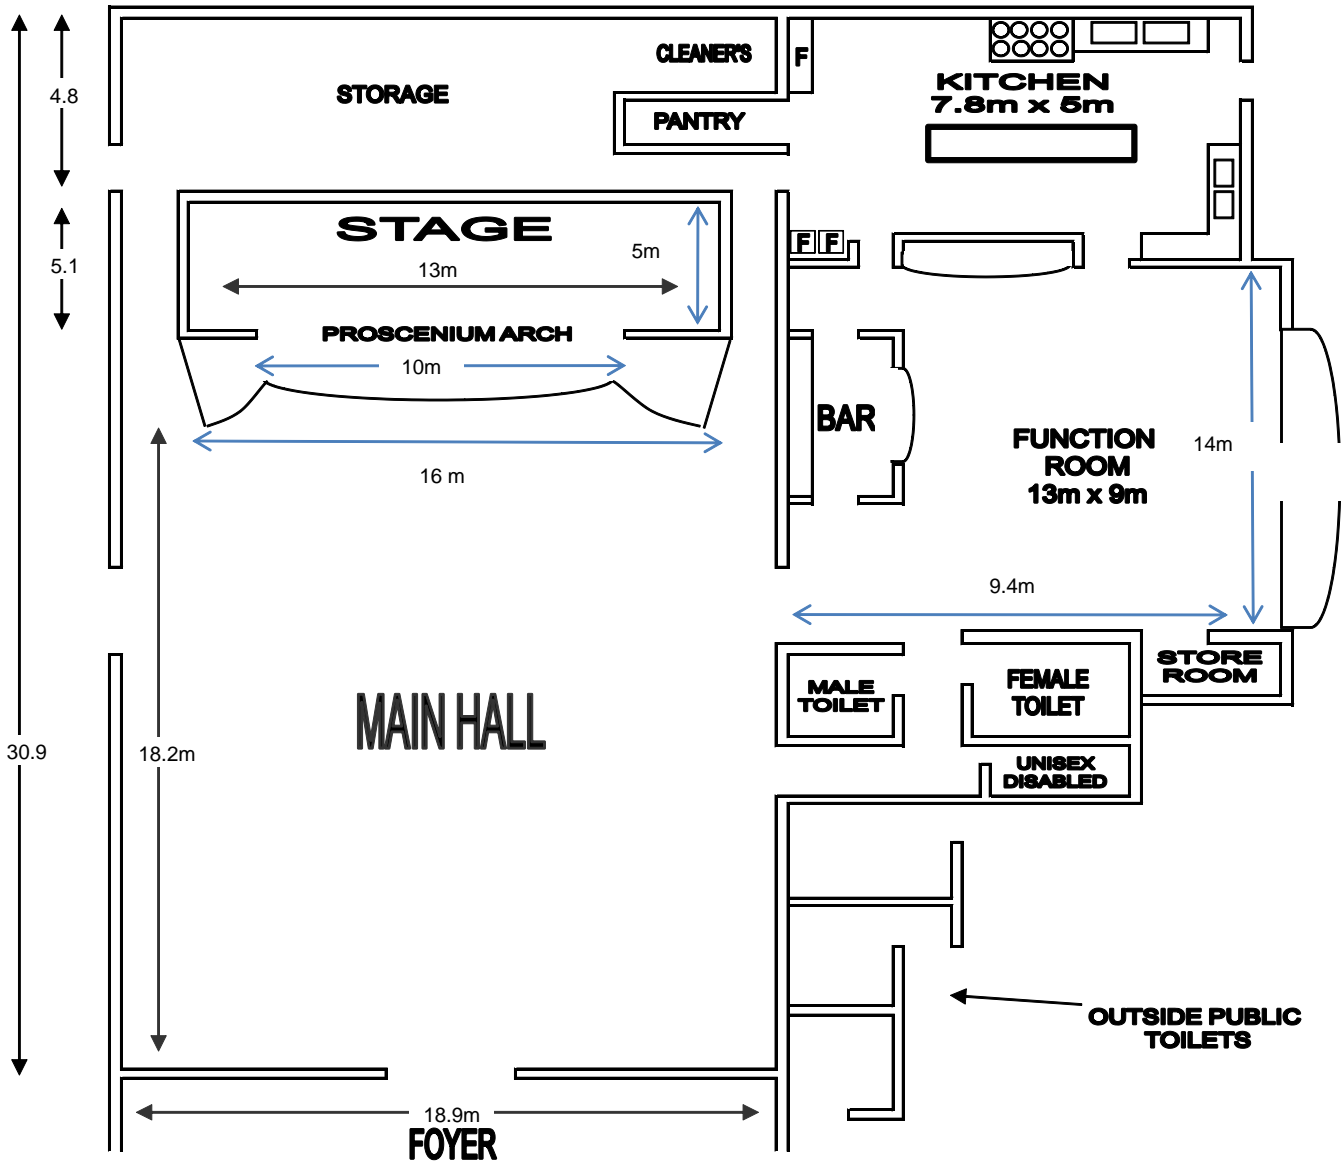 CLEANER'S
F
KITCHEN
7.8m x 5m
4.8
STORAGE
PANTRY
STAGE
5m
F F
5.1
13m
PROSCENIUM ARCH
10m
BAR
FUNCTION
ROOM
13m x 9m
14m
16 m
9.4m
MALE
TOILET
FEMALE
TOILET
STORE
ROOM
MAIN HALL
30.9
18.2m
UNISEX
DISABLED
OUTSIDE PUBLIC
TOILETS
18.9m
FOYER